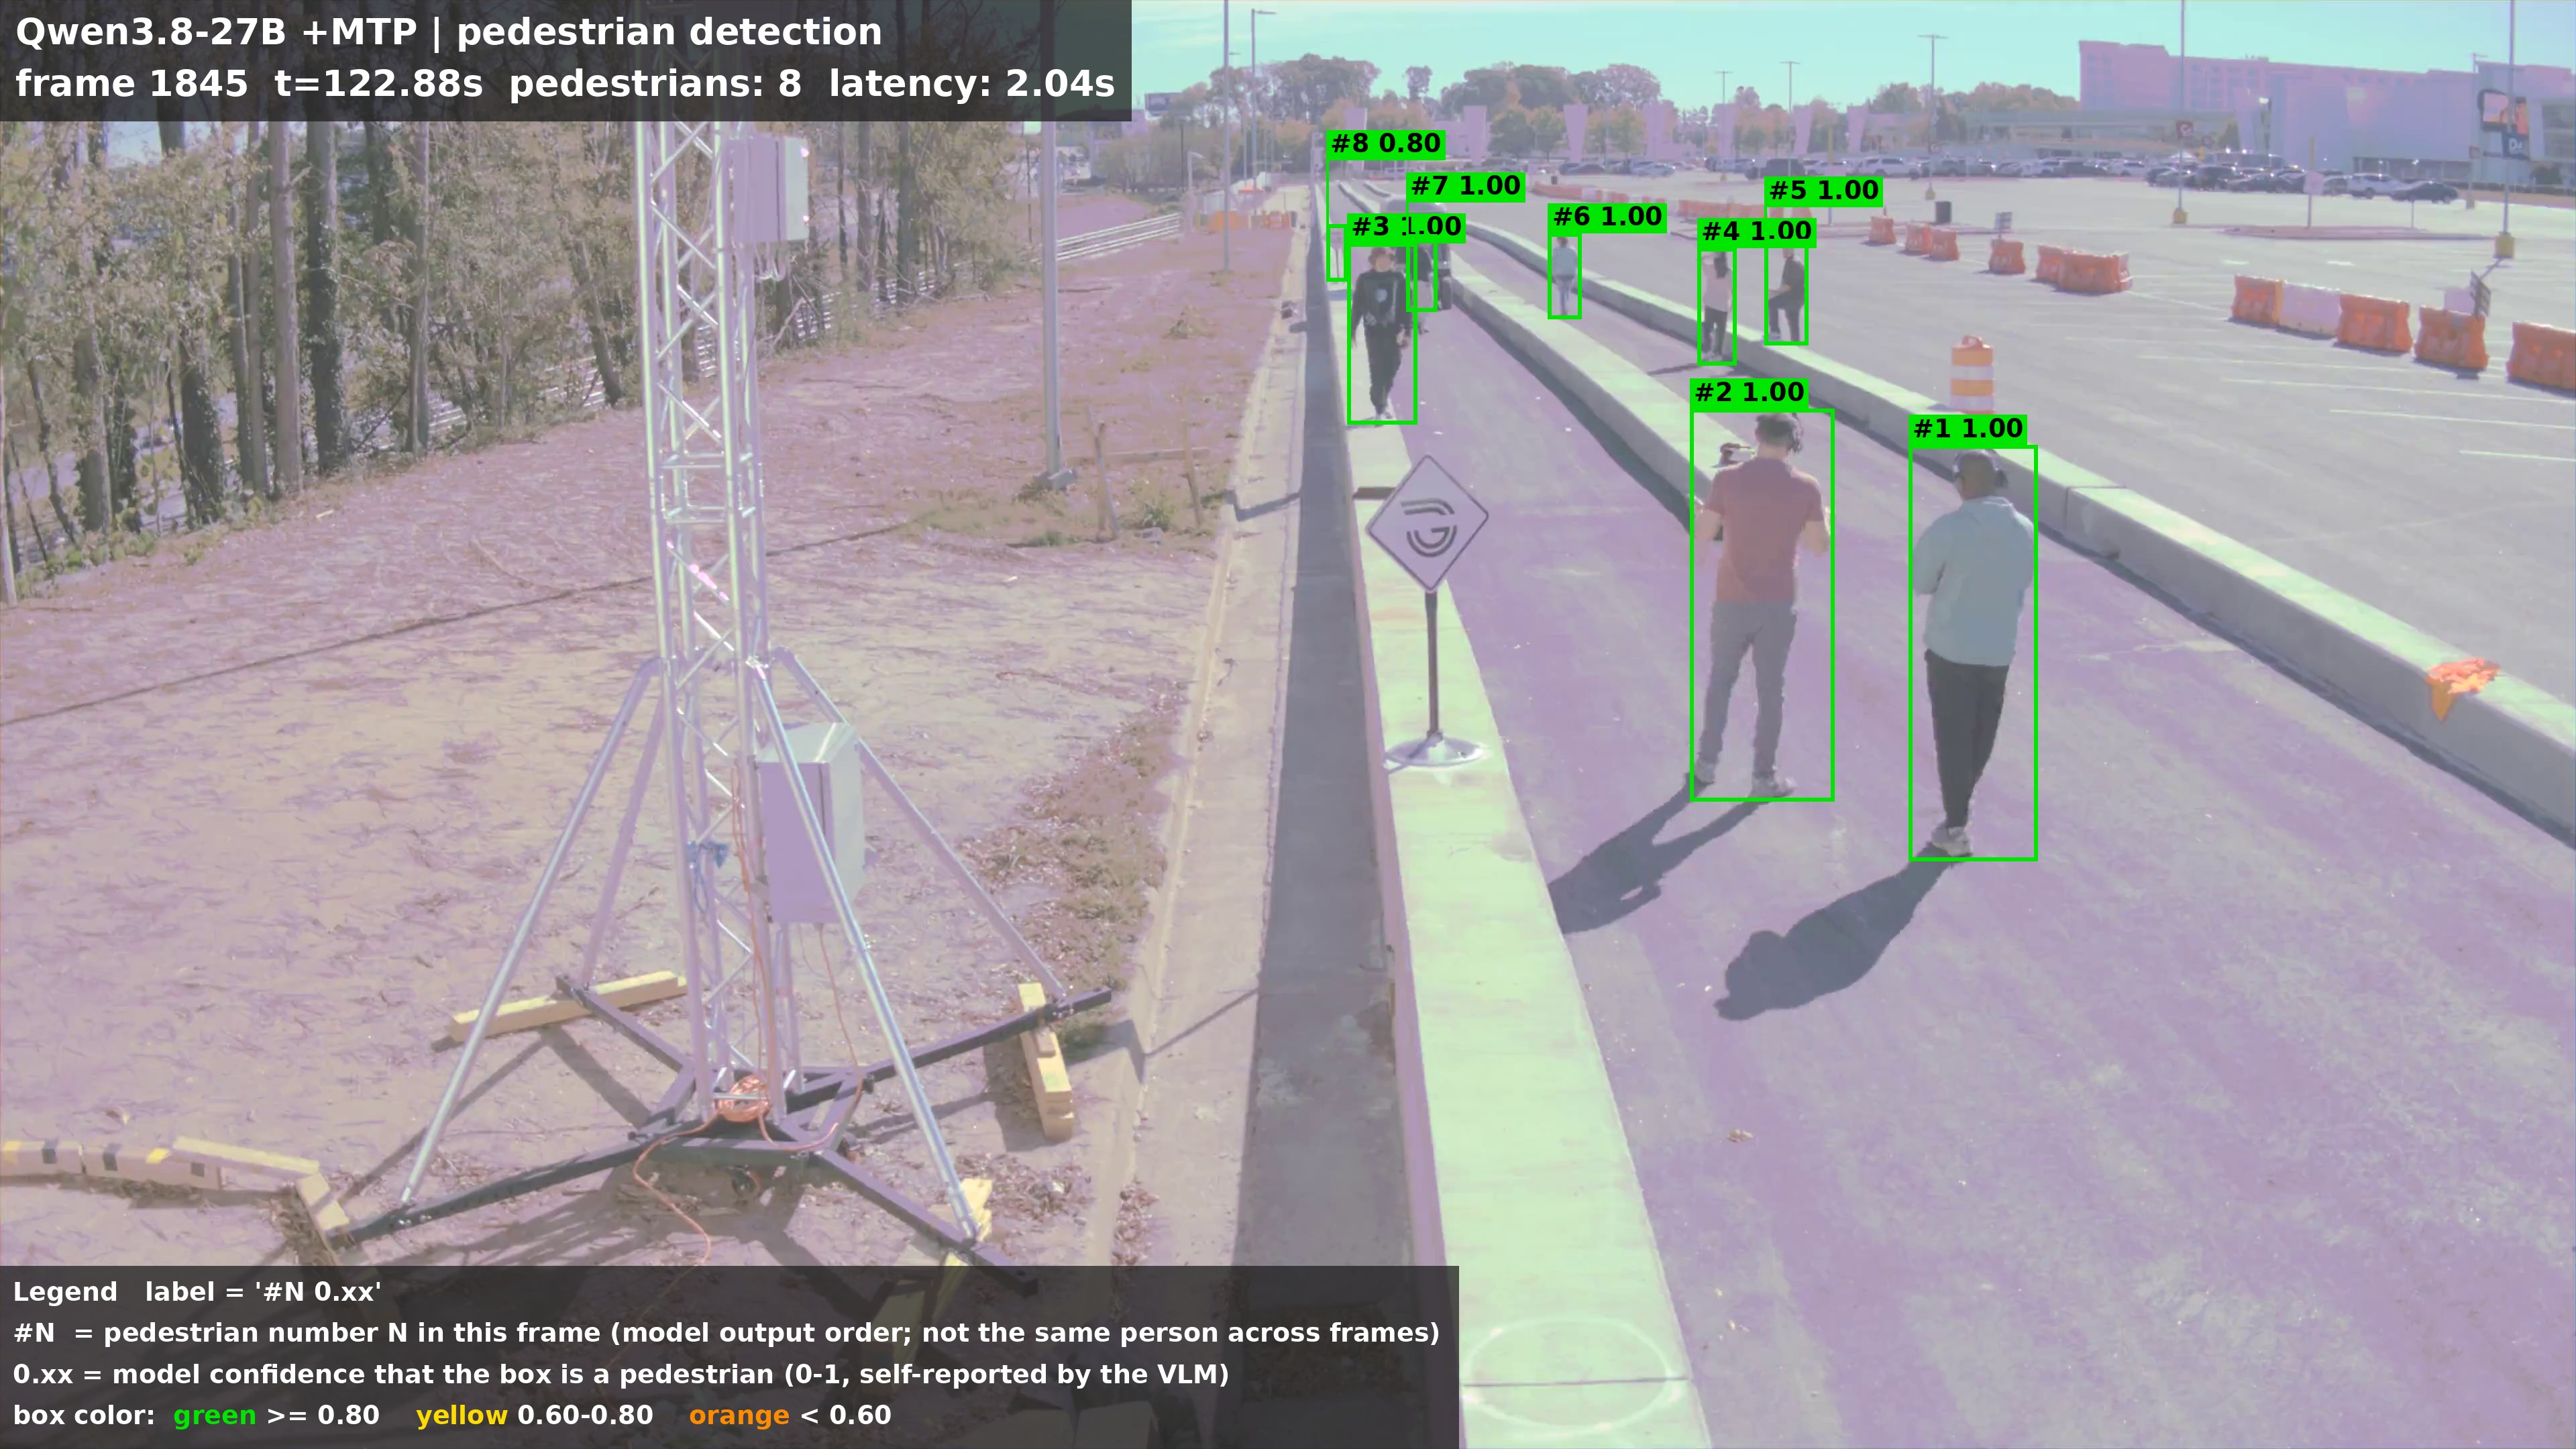 Qwen3.8-27B +MTP | pedestrian detection
frame 1845  t=122.88s  pedestrians: 8  latency: 2.04s
#8 0.80
#7 1.00
#5 1.00
#3 1.00
#6 1.00
#4 1.00
#2 1.00
#1 1.00
Legend   label = '#N 0.xx'
#N  = pedestrian number N in this frame (model output order; not the same person across frames)
0.xx = model confidence that the box is a pedestrian (0-1, self-reported by the VLM)
box color:  green >= 0.80    yellow 0.60-0.80    orange < 0.60